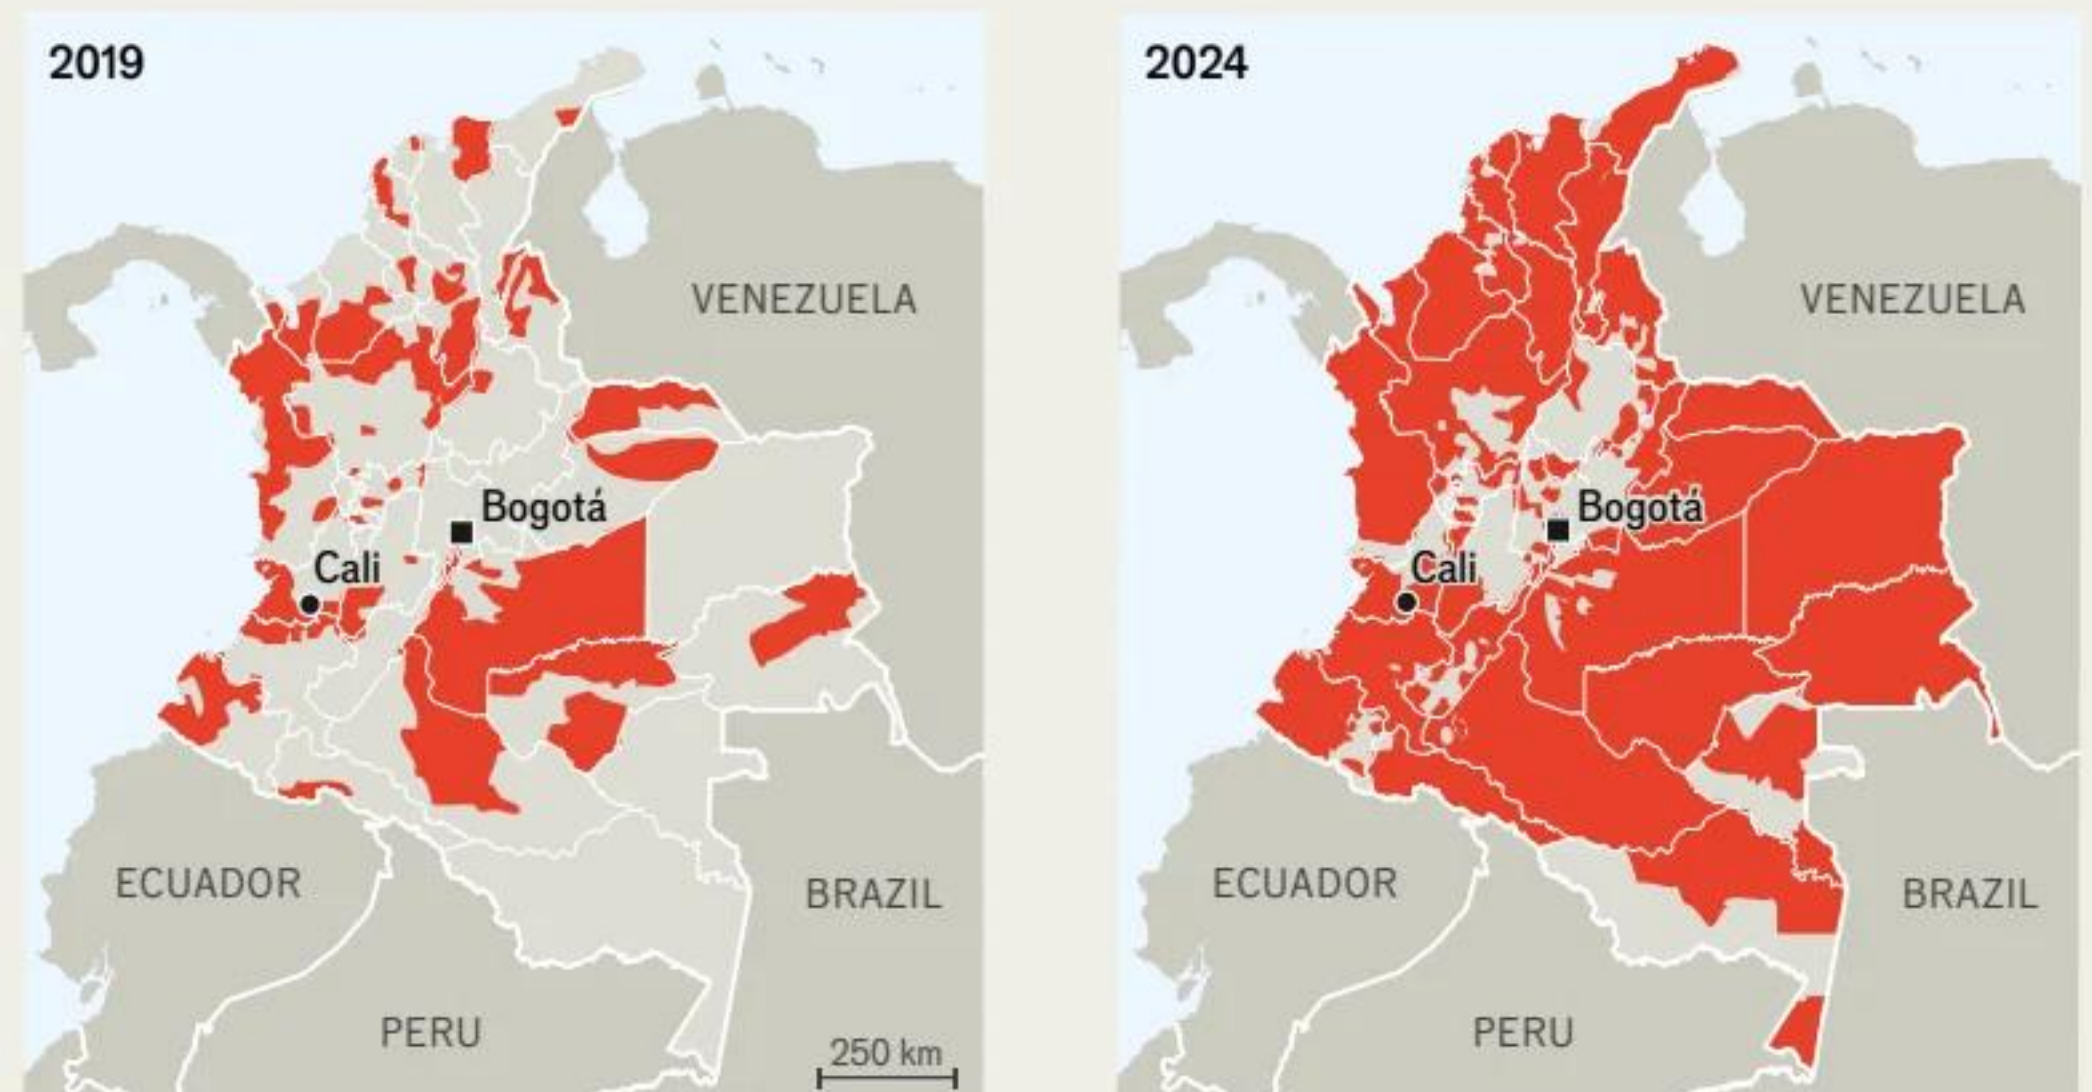 2019
VENEZUELA
Bogotá
Cali
ECUADOR
BRAZIL
PERU
250 km
2024
VENEZUELA
Bogotá
Cali
ECUADOR
BRAZIL
PERU